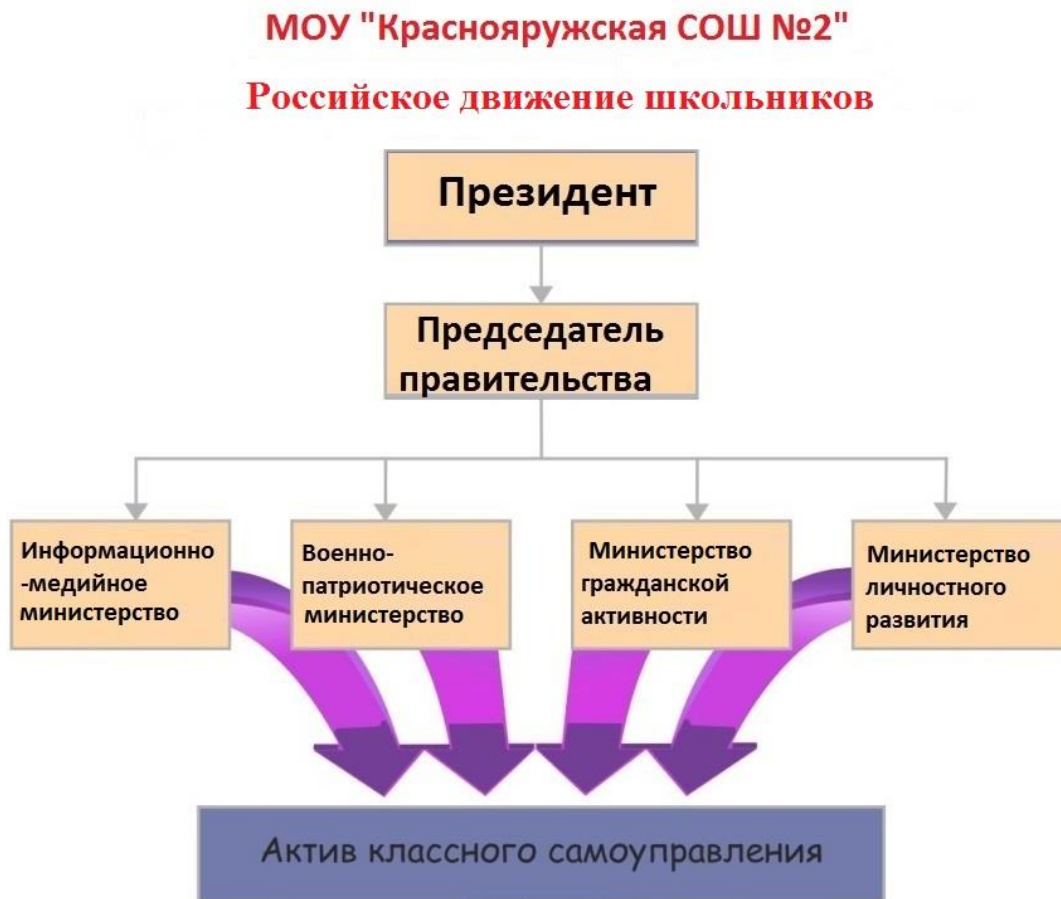 МОУ "Краснояружская СОШ №2"
Российское движение школьников
Президент
Председатель
правительства
Информационно
-медийное
министерство
Военно-
патриотическое
министерство
Министерство
гражданской
активности
Министерство
личностного
развития
Актив классного самоуправления